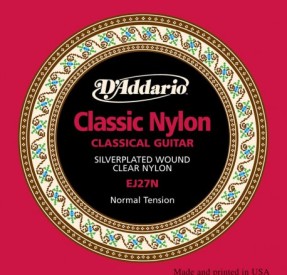 D'Addario
Classic Nylon
CLASSICAL GUITAR
SILVERPLATED WOUND
CLEAR NYLON
EJ27N
Normal Tension
Made and printed in USA